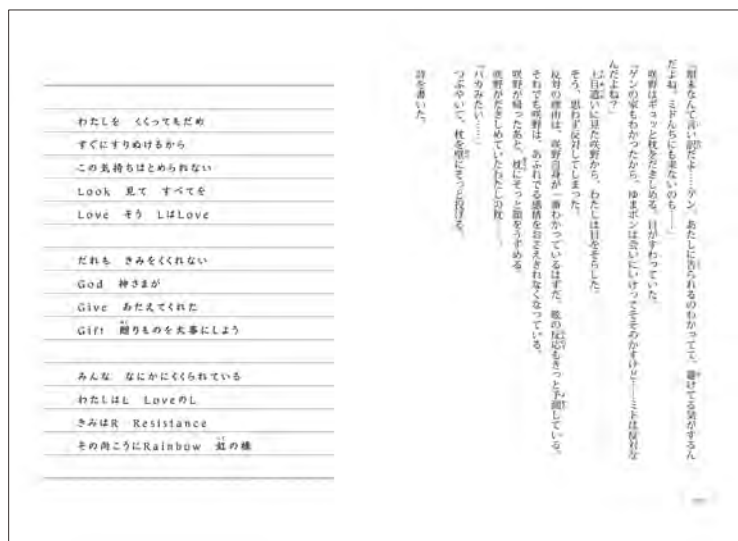 「期末なんて言い訳だよ……ゲン、あたしに告られるのわかってて、避けてる気がするん
だよね。ミドんちにも来ないのも――」
咲野はギュッと枕をだきしめる。目がすわっていた。
「ゲンの家もわかったから、ゆまポンは会いにいけってそそのかすけど……ミドは反対な
んだよね？」
上目遣いに見た咲野から、わたしは目をそらした。
そう、思わず反対してしまった。
反対の理由は、咲野自身が一番わかっているはずだ。彼の反応もきっと予測している。
それでも咲野は、あふれでる感情をおさえきれなくなっている。
咲野が帰ったあと、枕にそっと顔をうずめる。
咲野がだきしめていたわたしの枕――。
「バカみたい……」
つぶやいて、枕を壁にそっと投げる。
詩を書いた。
わたしを　くくってもだめ
すぐにすりぬけるから
この気持ちはとめられない
Look　見て　すべてを
Love　そう　LはLove
だれも　きみをくくれない
God　神さまが
Give　あたえてくれた
Gift　贈りものを大事にしよう
みんな　なにかにくくられている
わたしはL　LoveのL
きみはR　Resistance
その向こうにRainbow　虹の橋